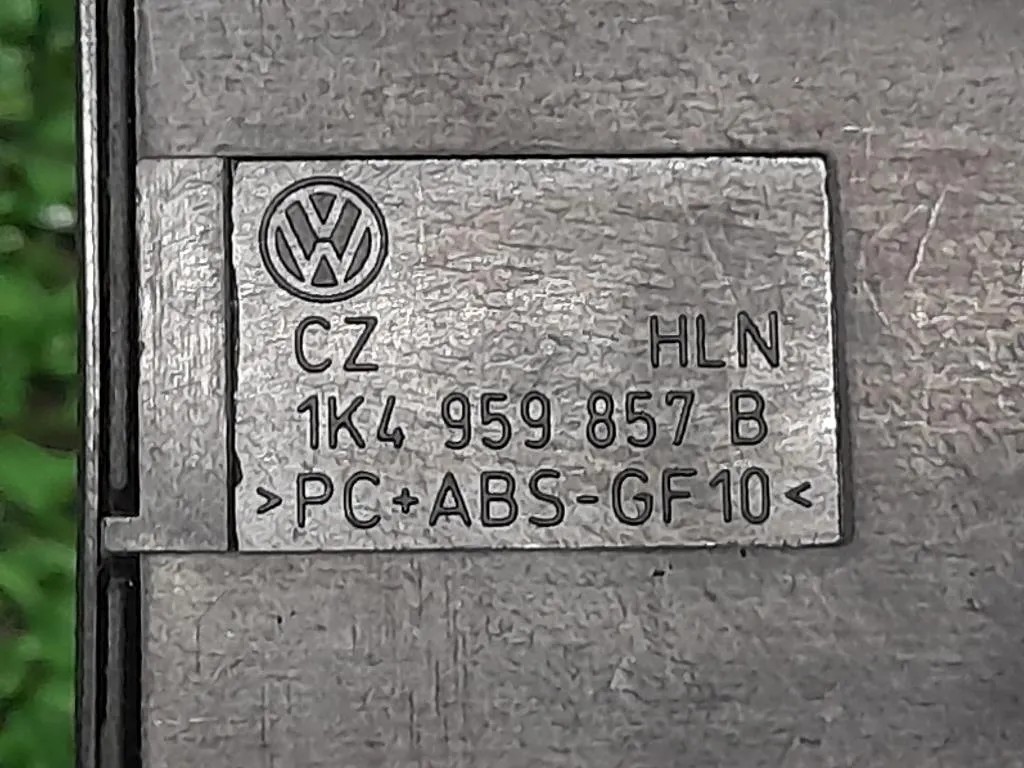 CZ HLN
1K4 959 857 B
>PC+ABS-GF10<